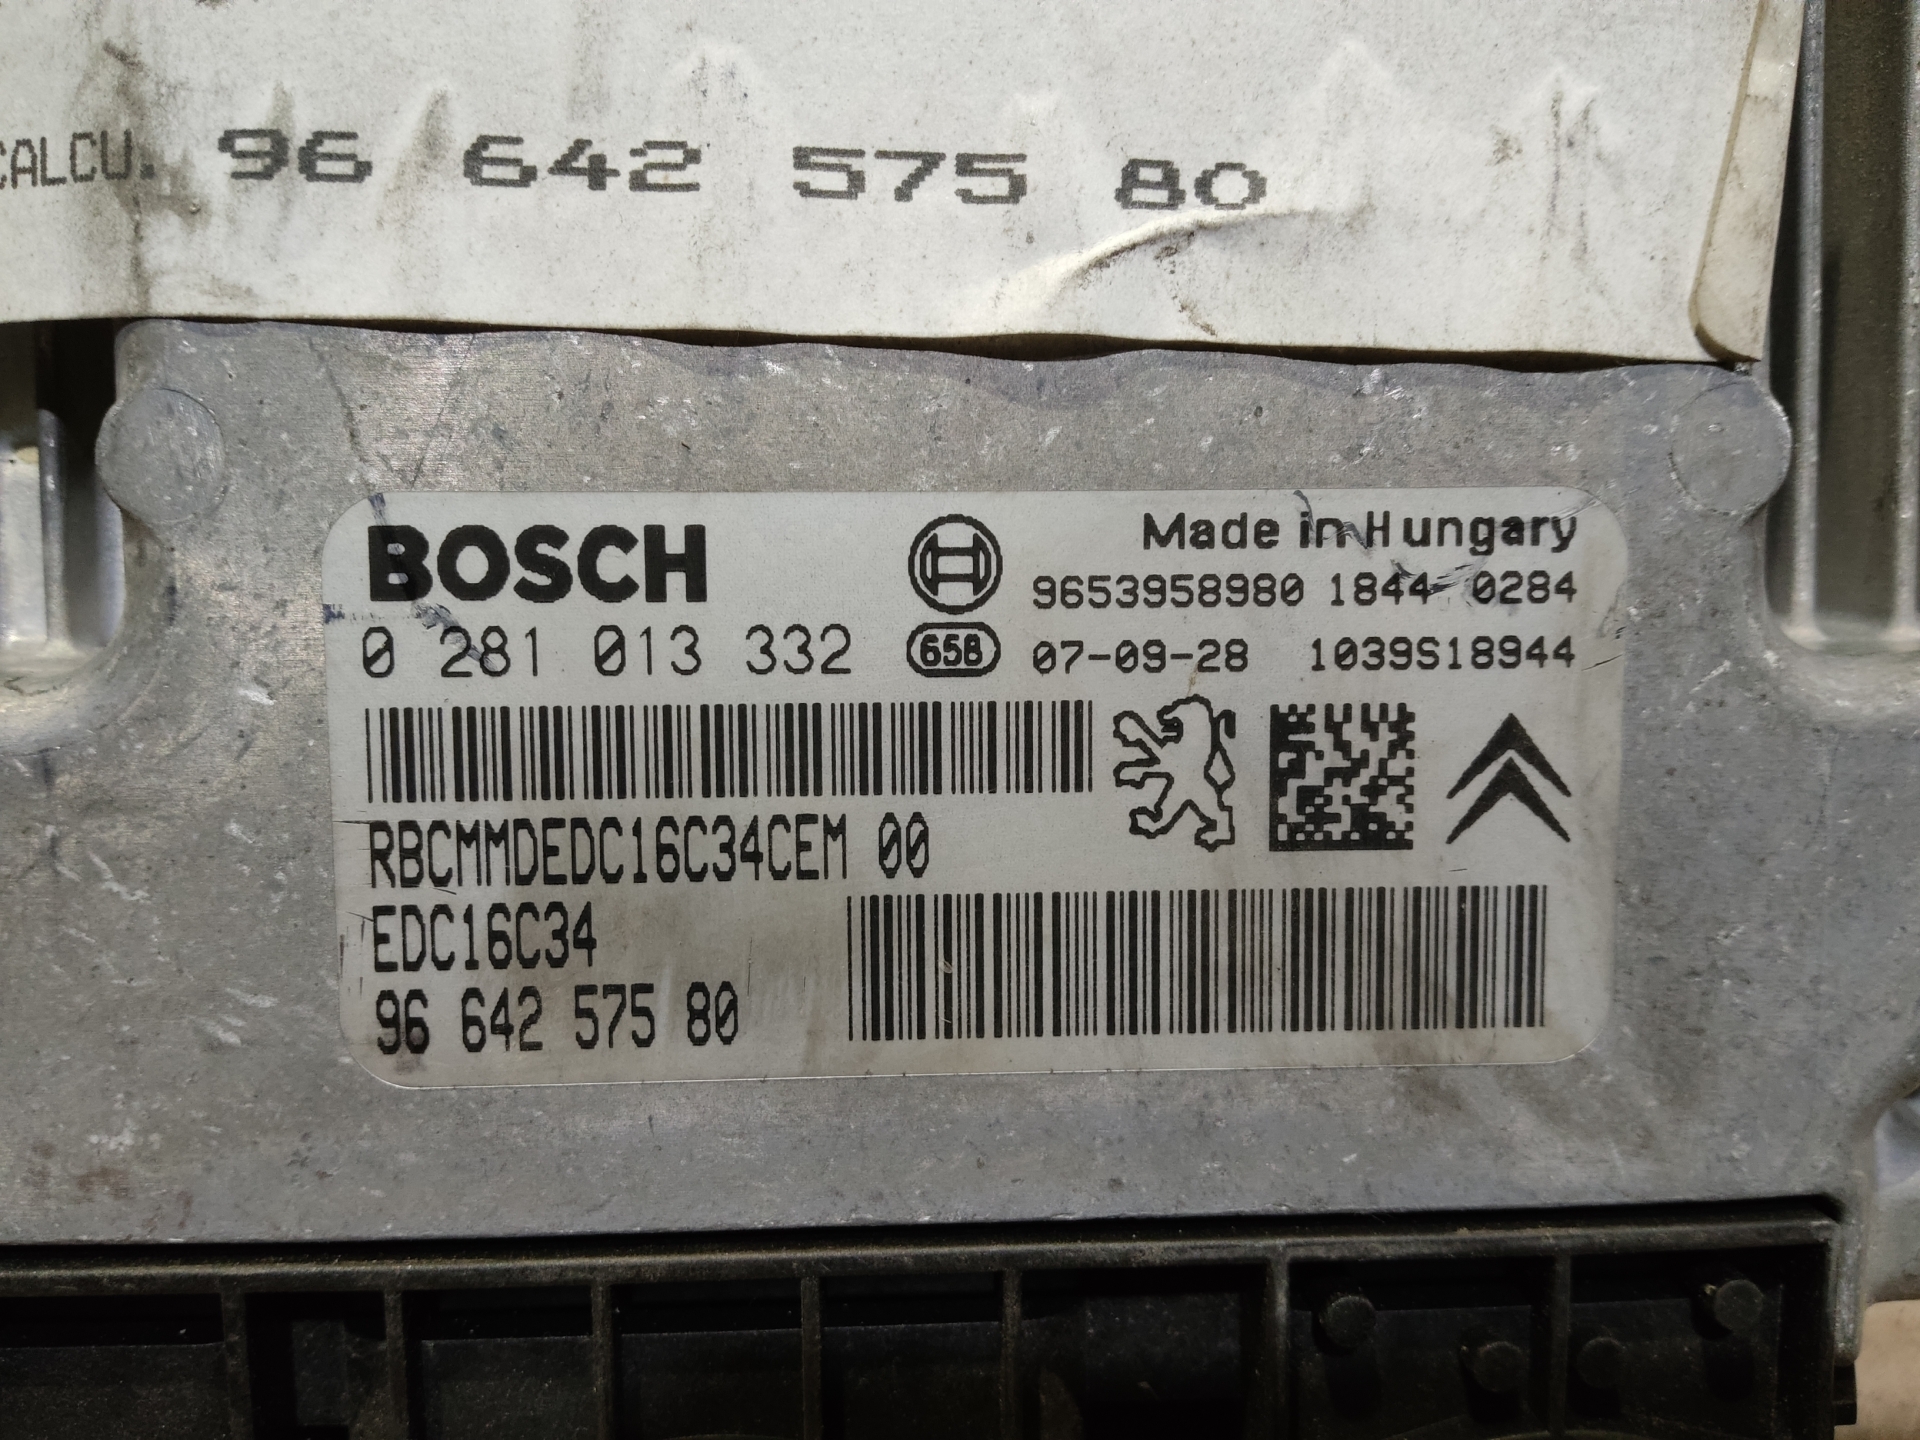 CALCU. 96 642 575 80
BOSCH
Made in Hungary
9653958980 1844 0284
0 281 013 332
658
07-09-28 1039S18944
RBCMMDEDC16C34CEM 00
EDC16C34
96 642 575 80